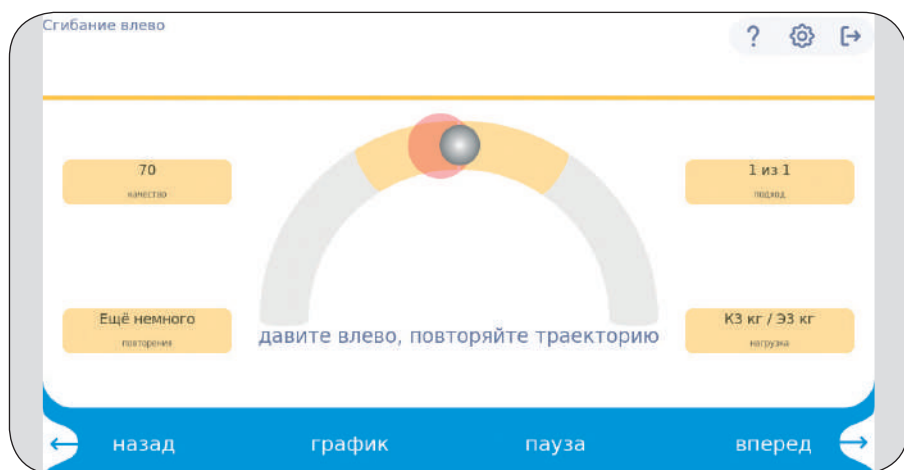 Сгибание влево
?
70
качество
1 из 1
подход
Ещё немного
повторения
давите влево, повторяйте траекторию
К3 кг / Э3 кг
нагрузка
назад
график
пауза
вперед